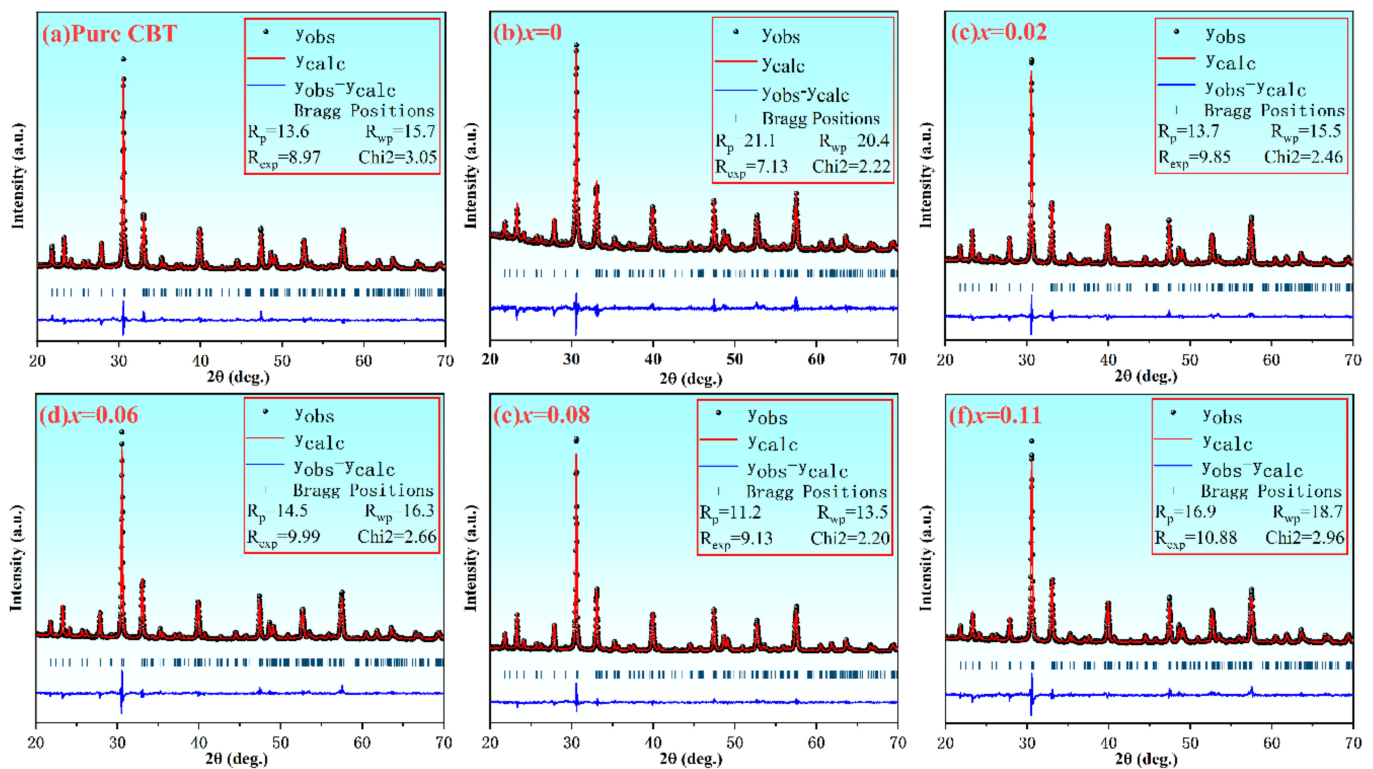 (a)Pure CBT
yobs
ycalc
yobs-ycalc
Bragg Positions
Rp=13.6 Rwp=15.7
Rexp=8.97 Chi2=3.05
Intensity (a.u.)
20 30 40 50 60 70
2θ (deg.)
(b)x=0
yobs
ycalc
yobs-ycalc
Bragg Positions
Rp=21.1 Rwp=20.4
Rexp=7.13 Chi2=2.22
Intensity (a.u.)
20 30 40 50 60 70
2θ (deg.)
(c)x=0.02
yobs
ycalc
yobs-ycalc
Bragg Positions
Rp=13.7 Rwp=15.5
Rexp=9.85 Chi2=2.46
Intensity (a.u.)
20 30 40 50 60 70
2θ (deg.)
(d)x=0.06
yobs
ycalc
yobs-ycalc
Bragg Positions
Rp=14.5 Rwp=16.3
Rexp=9.99 Chi2=2.66
Intensity (a.u.)
20 30 40 50 60 70
2θ (deg.)
(e)x=0.08
yobs
ycalc
yobs-ycalc
Bragg Positions
Rp=11.2 Rwp=13.5
Rexp=9.13 Chi2=2.20
Intensity (a.u.)
20 30 40 50 60 70
2θ (deg.)
(f)x=0.11
yobs
ycalc
yobs-ycalc
Bragg Positions
Rp=16.9 Rwp=18.7
Rexp=10.88 Chi2=2.96
Intensity (a.u.)
20 30 40 50 60 70
2θ (deg.)